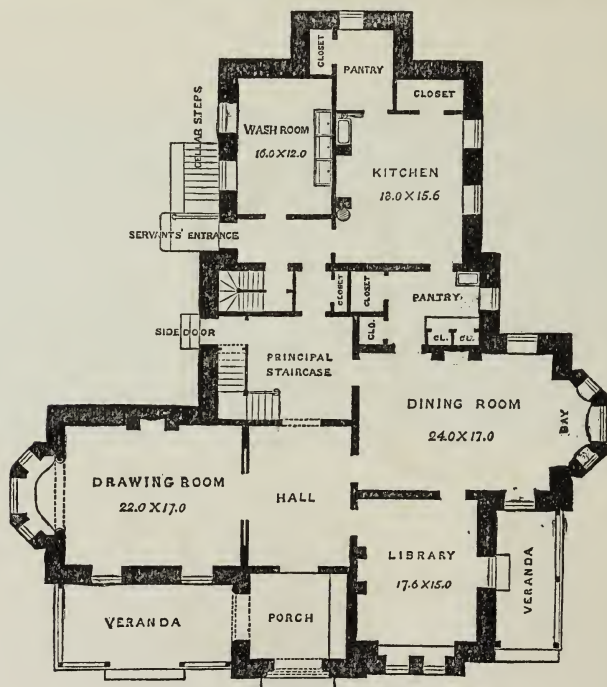 CLOSET
PANTRY
CLOSET
CELLAR STEPS
WASH ROOM
16.0 X 12.0
KITCHEN
18.0 X 15.6
SERVANTS' ENTRANCE
CLOSET
CLOSET
PANTRY
SIDE DOOR
CLO.
CL.
CLO.
PRINCIPAL
STAIRCASE
DINING ROOM
24.0 X 17.0
BAY
DRAWING ROOM
22.0 X 17.0
HALL
LIBRARY
17.6 X 15.0
VERANDA
VERANDA
PORCH